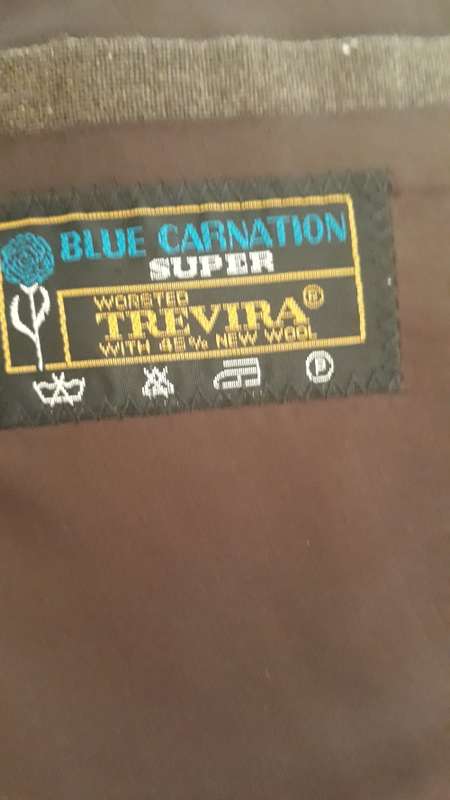 BLUE CARNATION
SUPER
WORSTED
TREVIRA®
WITH 45% NEW WOOL
P